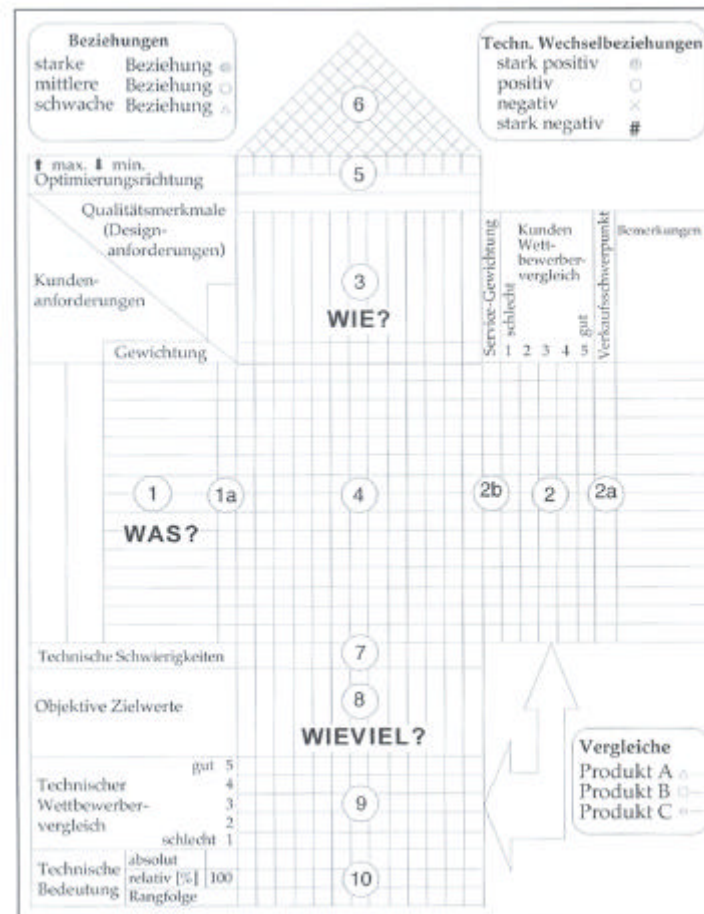 Beziehungen
starke Beziehung
mittlere Beziehung ○
schwache Beziehung △
Techn. Wechselbeziehungen
stark positiv
positiv ○
negativ ×
stark negativ #
6
⬆ max. ⬇ min.
Optimierungsrichtung
5
Qualitätsmerkmale
(Design-
anforderungen)
Kunden-
anforderungen
3
WIE?
Gewichtung
Service-Gewichtung
schlecht
Kunden
Wett-
bewerber-
vergleich
gut
1 2 3 4 5
Verkaufsschwerpunkt
Bemerkungen
1 1a 4 2b 2 2a
WAS?
Technische Schwierigkeiten 7
Objektive Zielwerte 8
WIEVIEL?
gut 5
Technischer 4
Wettbewerber- 3
vergleich 2
schlecht 1
9
Technische
Bedeutung
absolut
relativ [%] 100
Rangfolge
10
Vergleiche
Produkt A △
Produkt B □
Produkt C